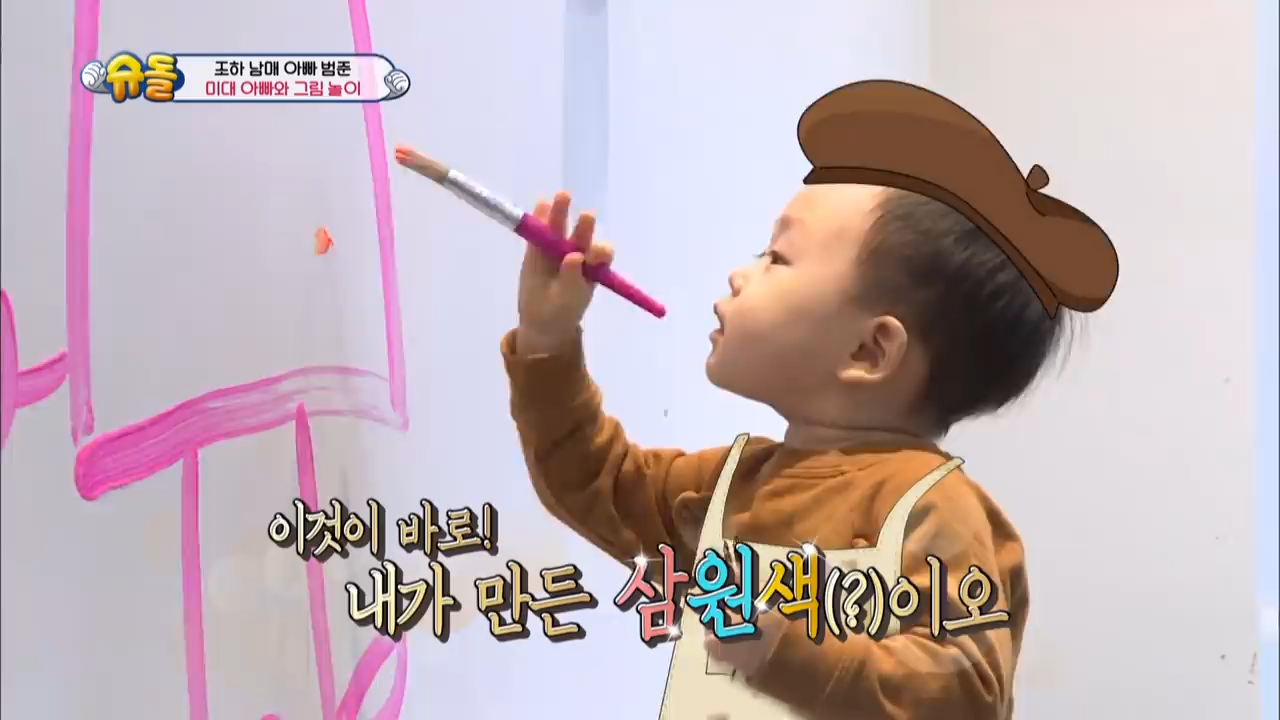 슈돌
조하 남매 아빠 범준
미대 아빠와 그림 놀이
이것이 바로!
내가 만든 삼원색(?)이오